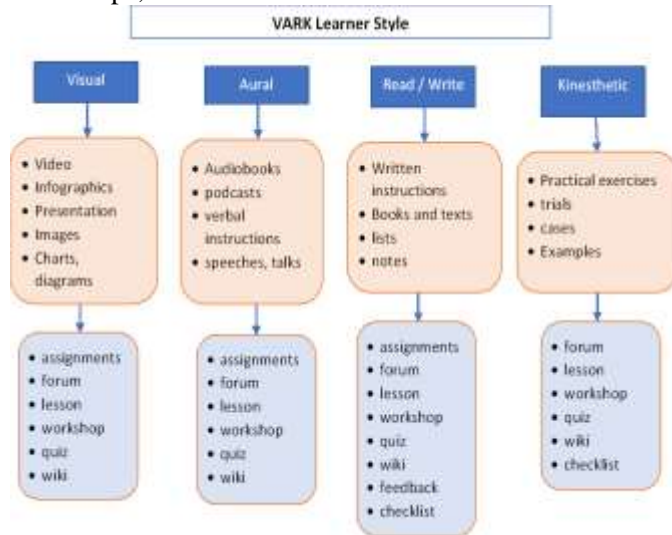 VARK Learner Style
Visual
Aural
Read / Write
Kinesthetic
• Video
• Infographics
• Presentation
• Images
• Charts,
diagrams
• Audiobooks
• podcasts
• verbal
instructions
• speeches, talks
• Written
instructions
• Books and texts
• lists
• notes
• Practical exercises
• trials
• cases
• Examples
• assignments
• forum
• lesson
• workshop
• quiz
• wiki
• assignments
• forum
• lesson
• workshop
• quiz
• wiki
• assignments
• forum
• lesson
• workshop
• quiz
• wiki
• feedback
• checklist
• forum
• lesson
• workshop
• quiz
• wiki
• checklist